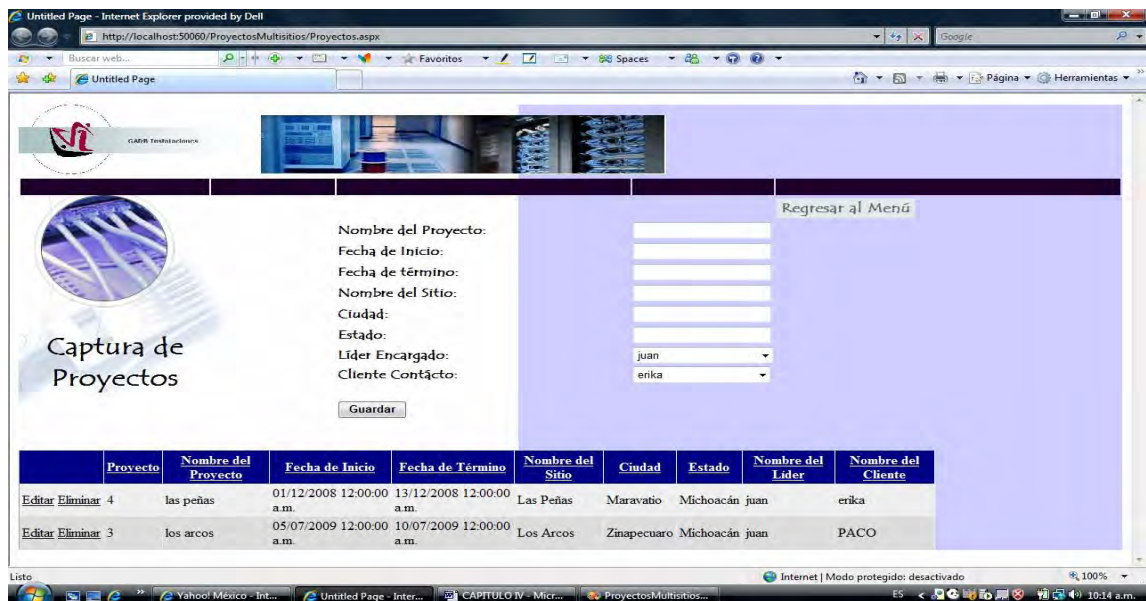 Untitled Page - Internet Explorer provided by Dell
http://localhost:50060/ProyectosMultisitios/Proyectos.aspx
Google
Buscar web...
Favoritos
Spaces
Untitled Page
Página
Herramientas
GADB Instalaciones
Regresar al Menú
Captura de
Proyectos
Nombre del Proyecto:
Fecha de Inicio:
Fecha de término:
Nombre del Sitio:
Ciudad:
Estado:
Líder Encargado: juan
Cliente Contácto: erika
Guardar
Proyecto Nombre del Proyecto Fecha de Inicio Fecha de Término Nombre del Sitio Ciudad Estado Nombre del Lider Nombre del Cliente
Editar Eliminar 4 las peñas 01/12/2008 12:00:00 a.m. 13/12/2008 12:00:00 a.m. Las Peñas Maravatio Michoacán juan erika
Editar Eliminar 3 los arcos 05/07/2009 12:00:00 a.m. 10/07/2009 12:00:00 a.m. Los Arcos Zinapecuaro Michoacán juan PACO
Listo
Internet | Modo protegido: desactivado
100%
Yahoo! México - Int...
Untitled Page - Inter...
CAPITULO IV - Micr...
ProyectosMultisitios...
ES
10:14 a.m.